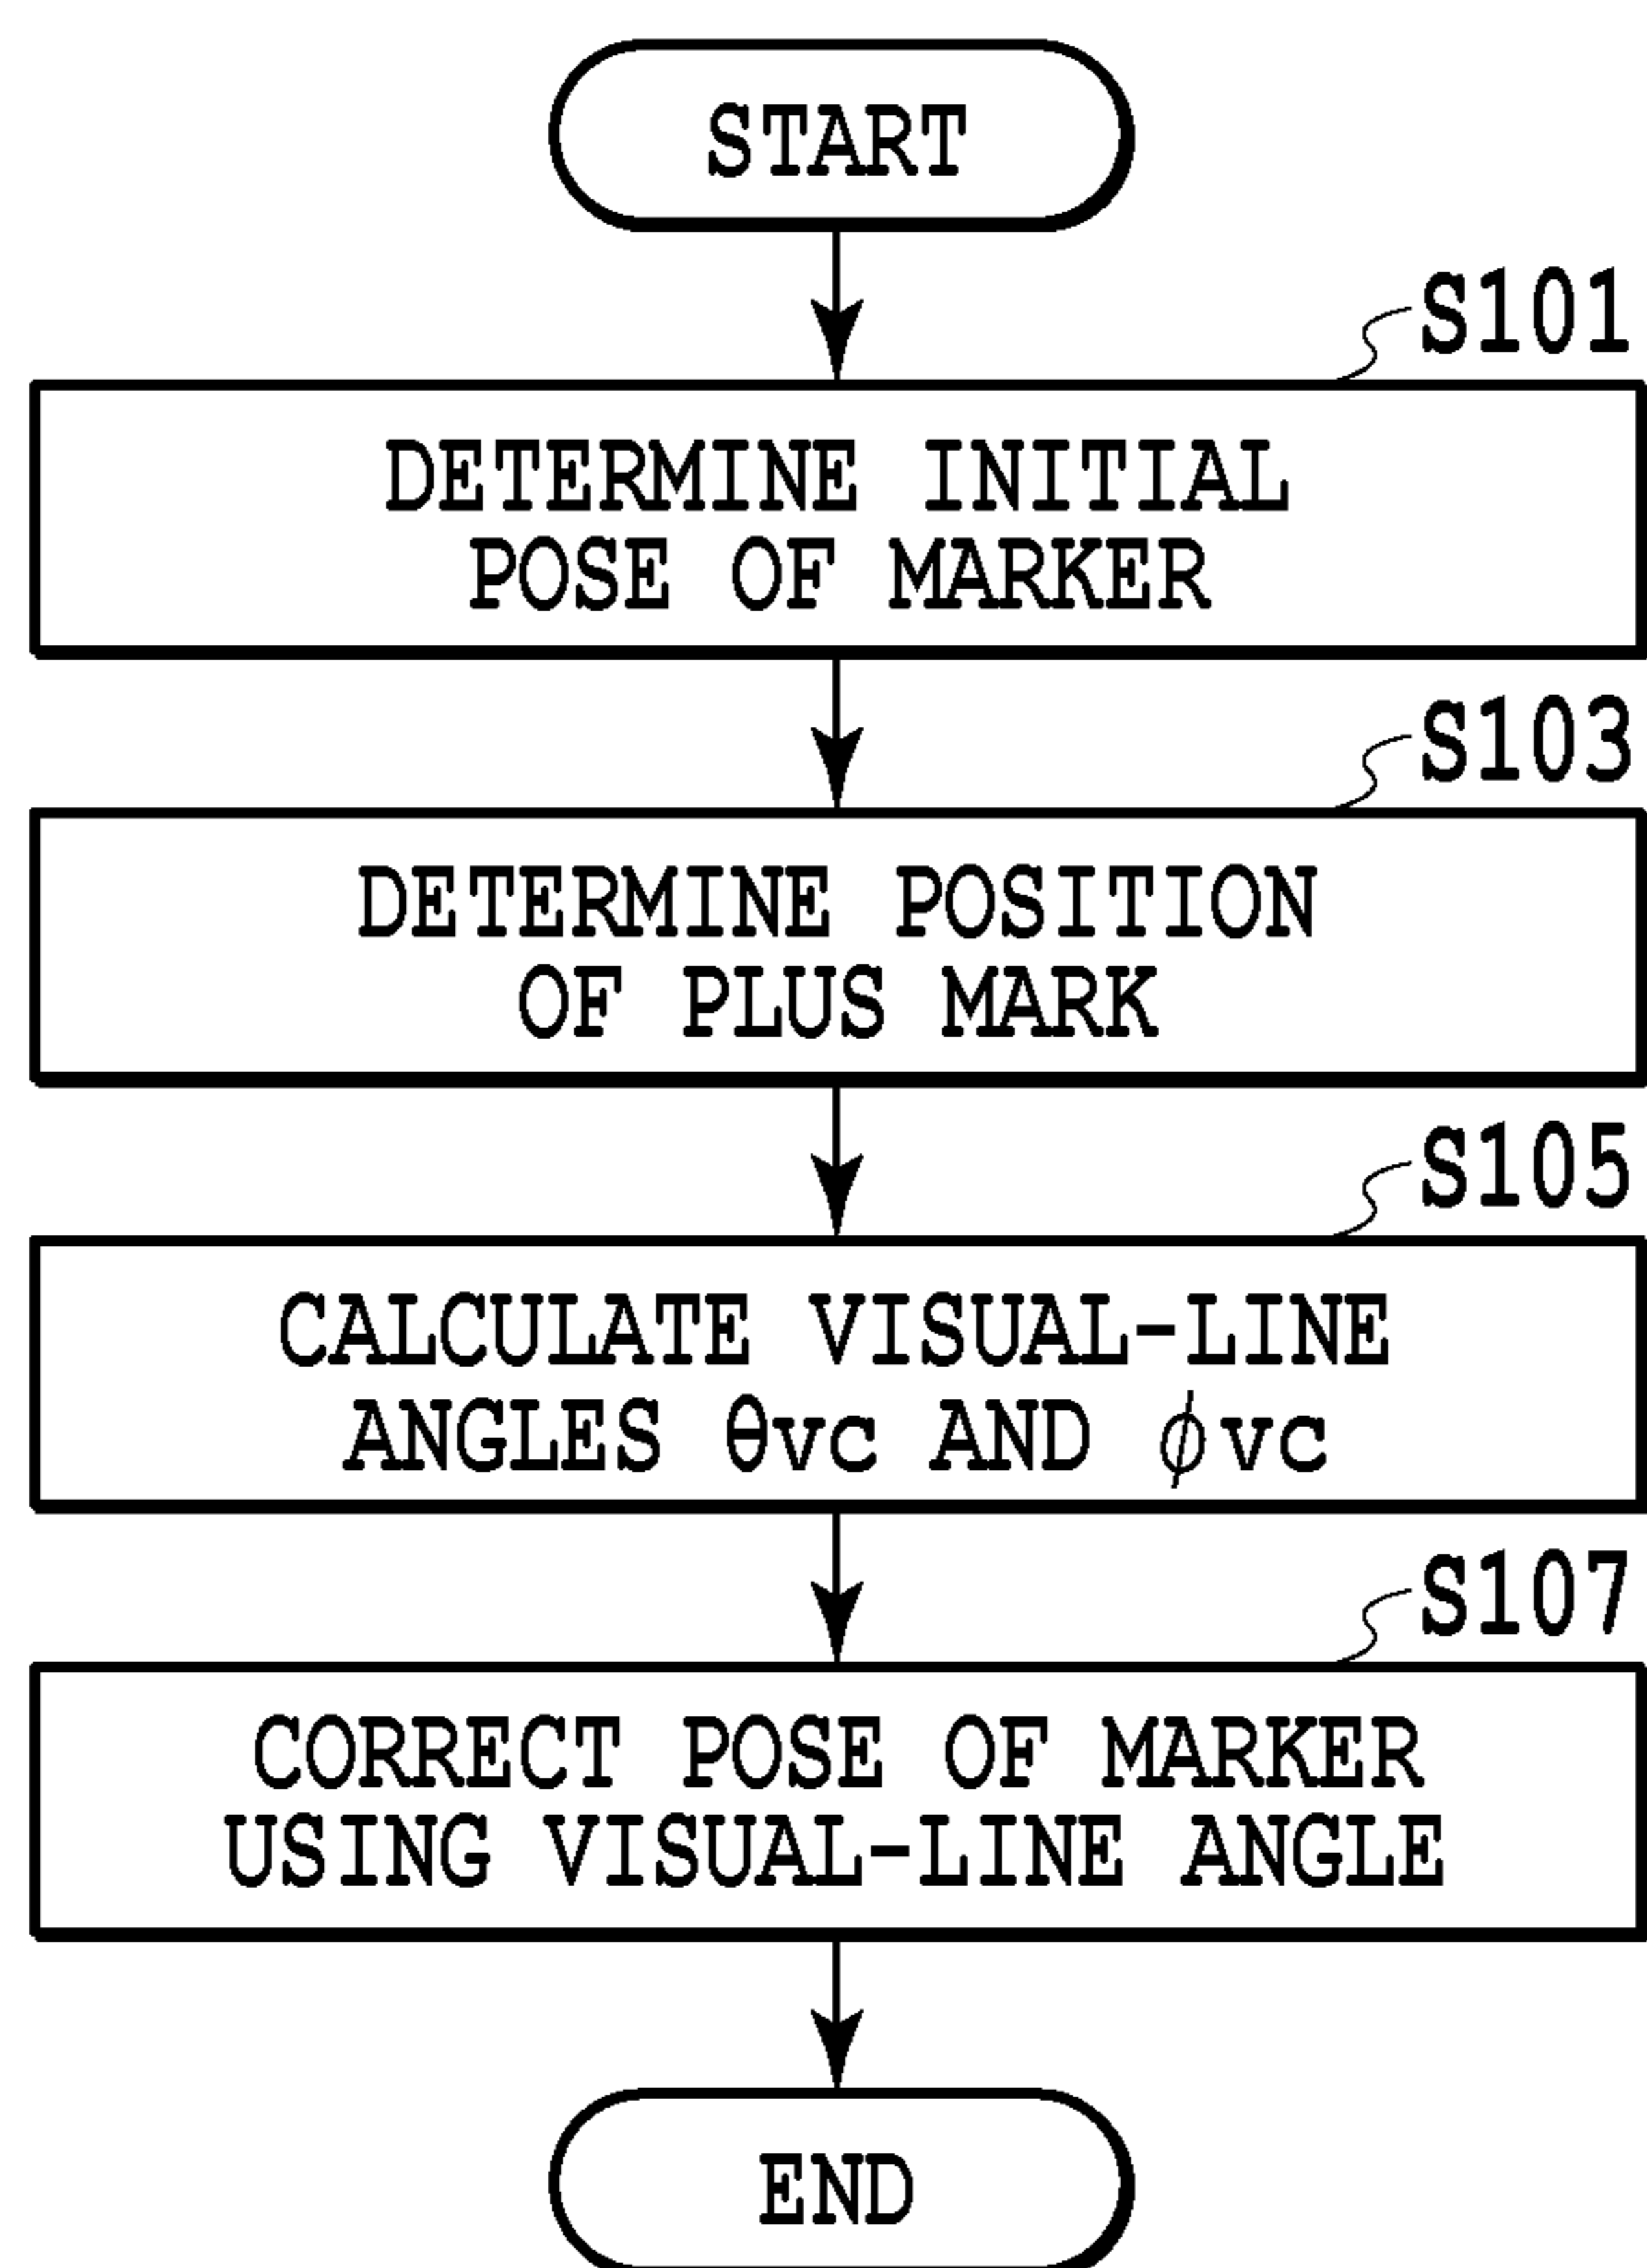 START
S101
DETERMINE INITIAL
POSE OF MARKER
S103
DETERMINE POSITION
OF PLUS MARK
S105
CALCULATE VISUAL-LINE
ANGLES θvc AND ϕvc
S107
CORRECT POSE OF MARKER
USING VISUAL-LINE ANGLE
END